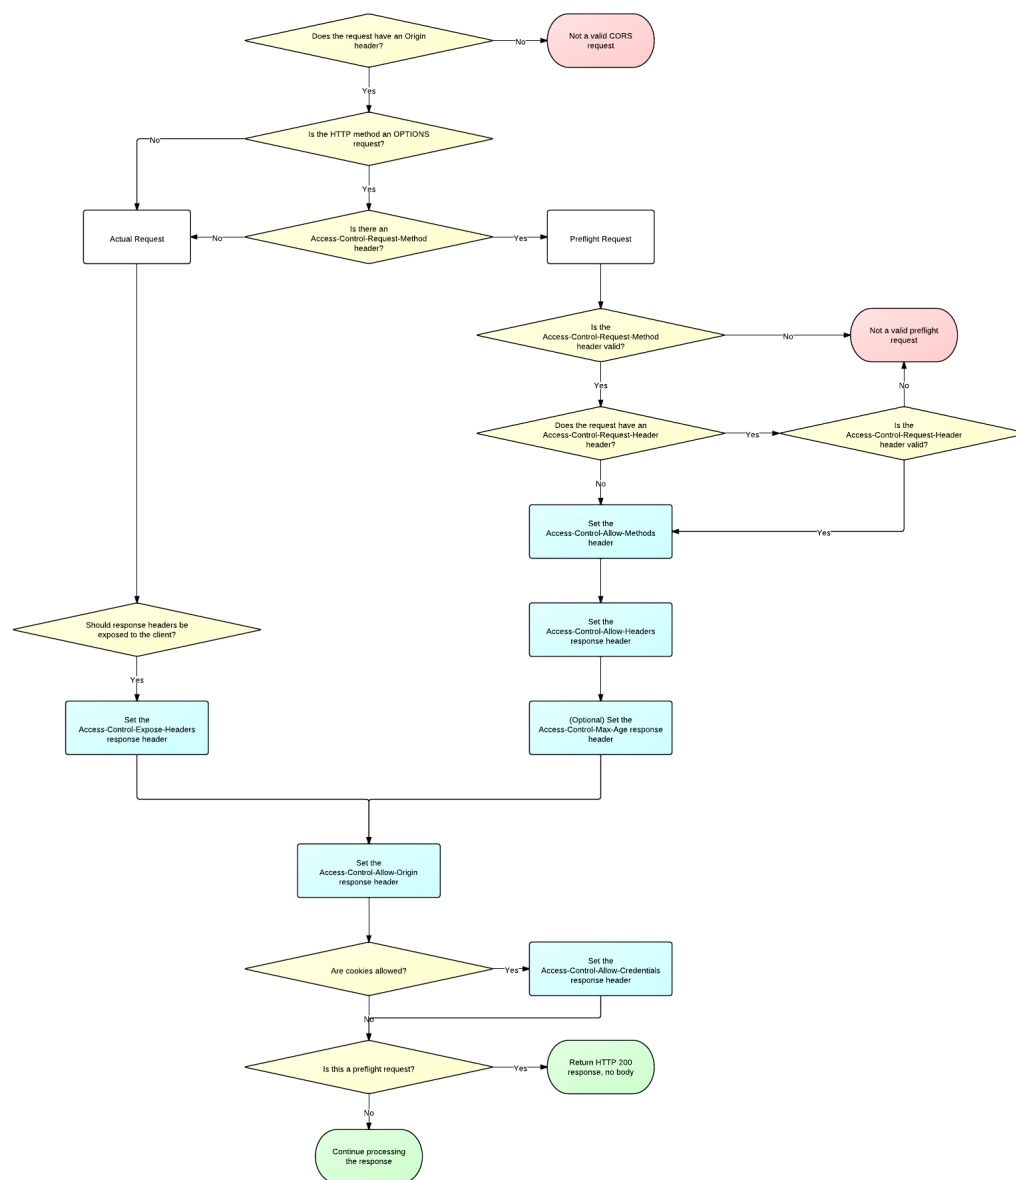 Does the request have an Origin
header?
No
Not a valid CORS
request
Yes
Is the HTTP method an OPTIONS
request?
No
Yes
Actual Request
No
Is there an
Access-Control-Request-Method
header?
Yes
Preflight Request
Is the
Access-Control-Request-Method
header valid?
No
Not a valid preflight
request
Yes
No
Does the request have an
Access-Control-Request-Header
header?
Yes
Is the
Access-Control-Request-Header
header valid?
No
Set the
Access-Control-Allow-Methods
header
Yes
Should response headers be
exposed to the client?
Set the
Access-Control-Allow-Headers
response header
Yes
Set the
Access-Control-Expose-Headers
response header
(Optional) Set the
Access-Control-Max-Age response
header
Set the
Access-Control-Allow-Origin
response header
Are cookies allowed?
Yes
Set the
Access-Control-Allow-Credentials
response header
No
Is this a preflight request?
Yes
Return HTTP 200
response, no body
No
Continue processing
the response